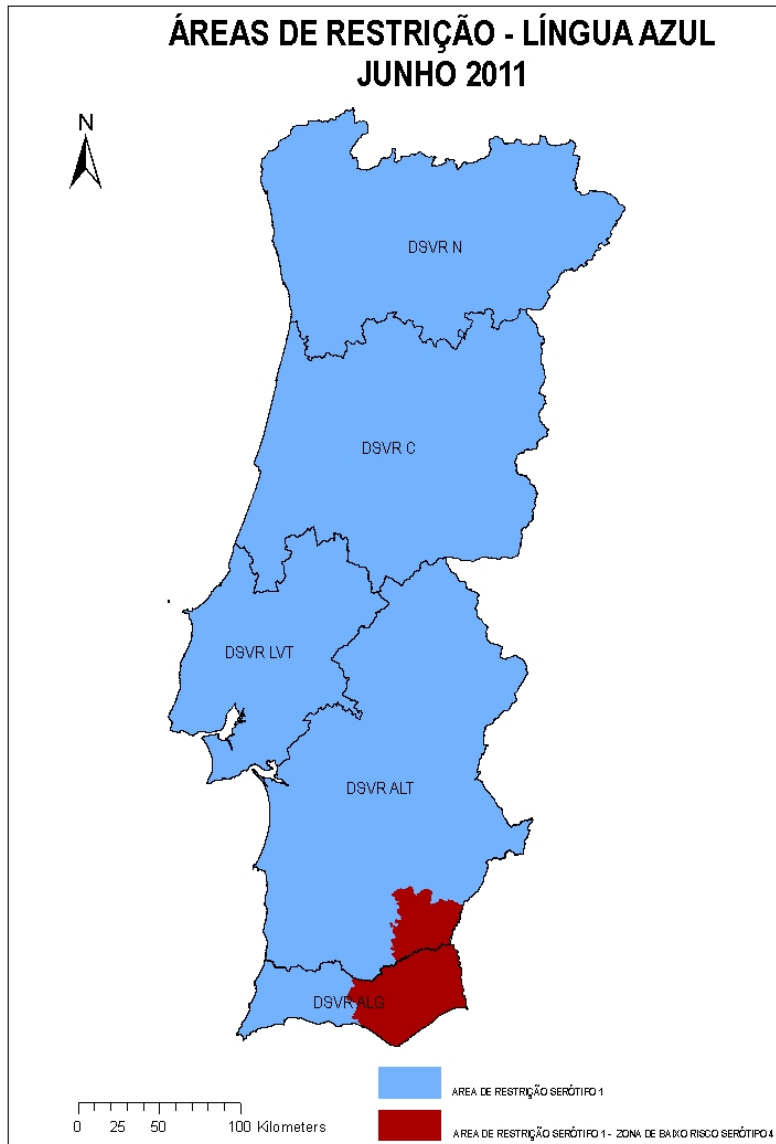 ÁREAS DE RESTRIÇÃO - LÍNGUA AZUL
JUNHO 2011
N
DSVR N
DSVR C
DSVR LVT
DSVR ALT
DSVR ALG
0 25 50 100 Kilometers
AREA DE RESTRIÇÃO SERÓTIPO 1
AREA DE RESTRIÇÃO SERÓTIFO 1 - ZONA DE BAIXO RISCO SERÓTIPO 4